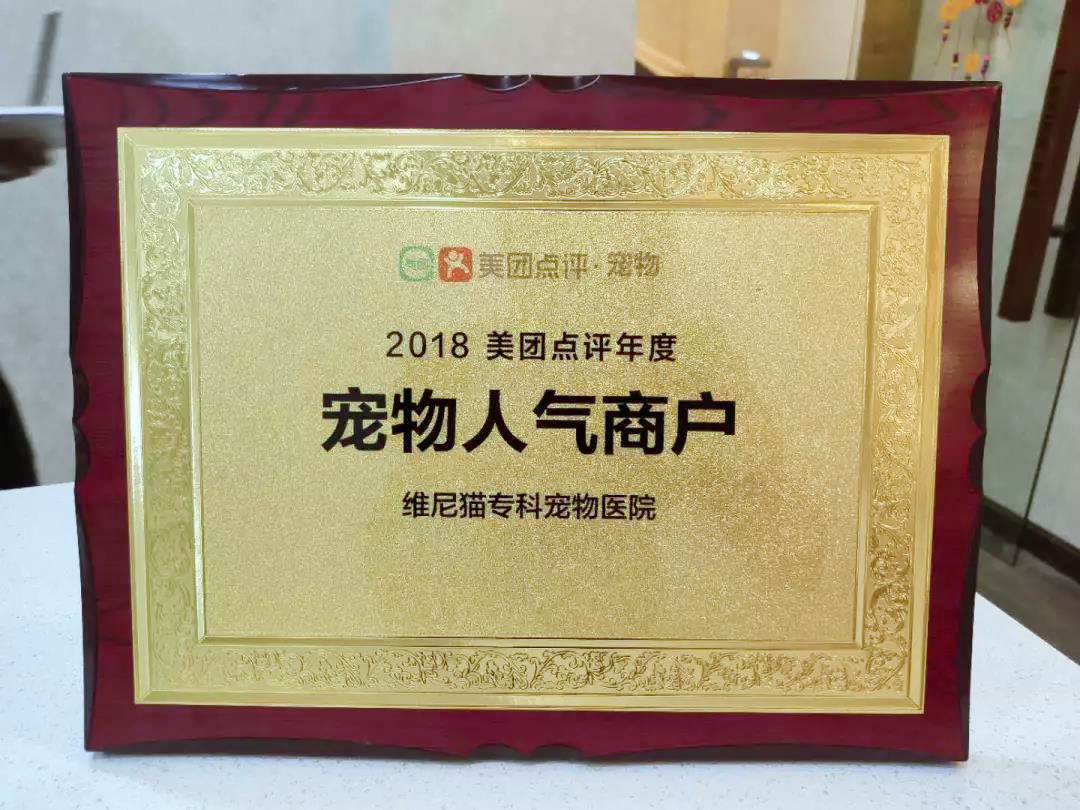 美团点评·宠物
2018 美团点评年度
宠物人气商户
维尼猫专科宠物医院